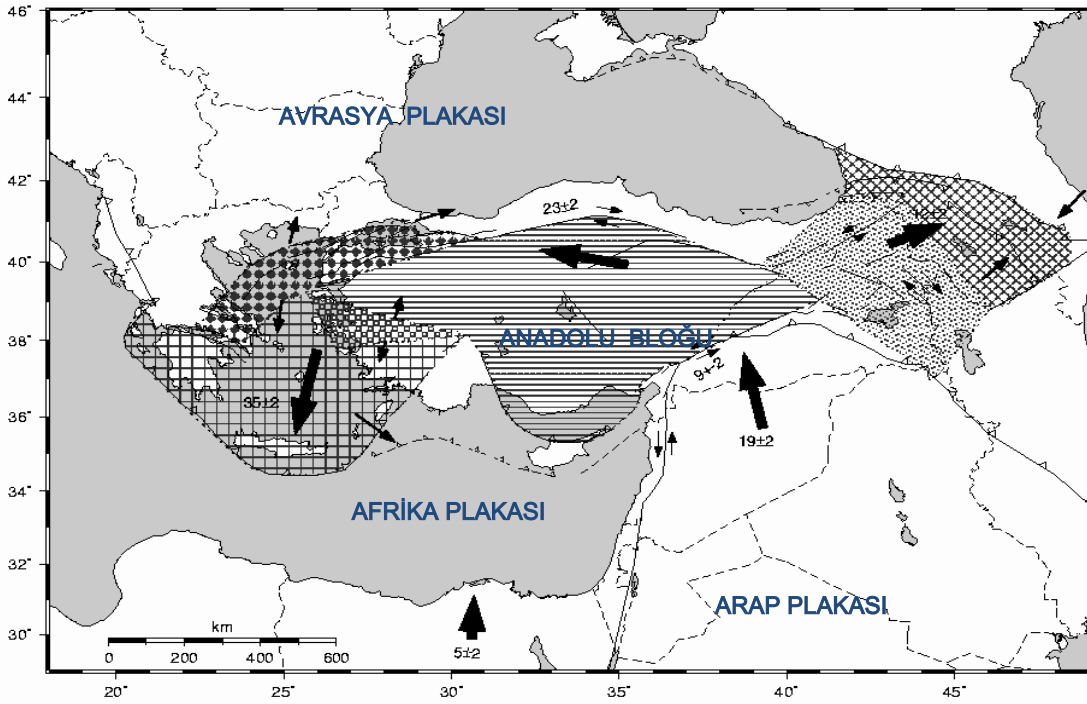 46°
44°
42°
40°
38°
36°
34°
32°
30°
AVRASYA PLAKASI
23±2
ANADOLU BLOĞU
9+-2
35±2
19±2
AFRİKA PLAKASI
ARAP PLAKASI
5±2
km
0 200 400 600
20° 25° 30° 35° 40° 45°